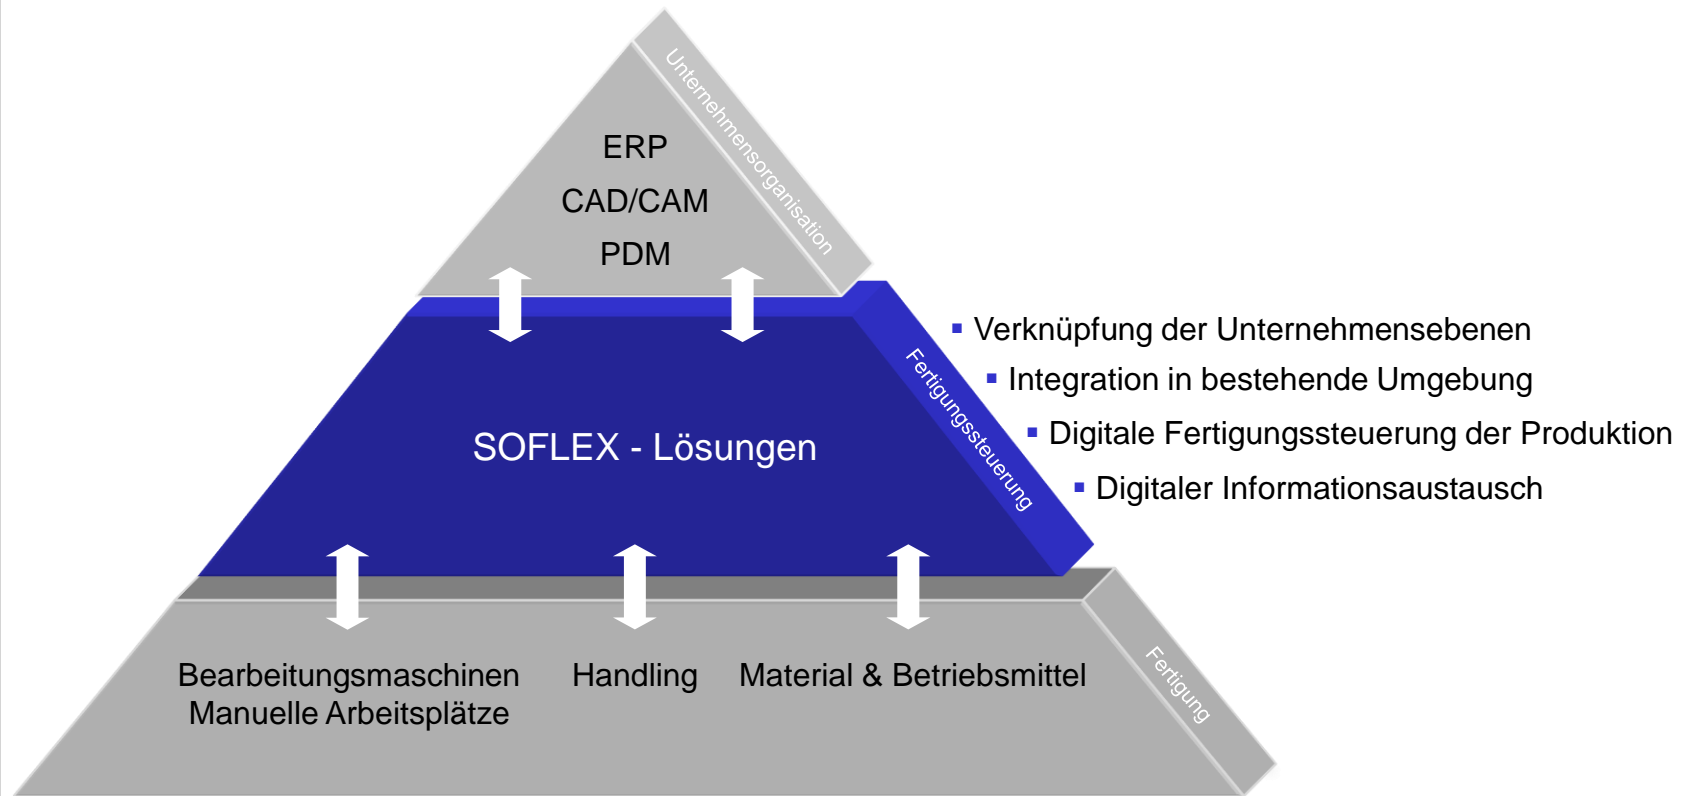 Unternehmensorganisation
ERP
CAD/CAM
PDM
Fertigungssteuerung
SOFLEX - Lösungen
▪ Verknüpfung der Unternehmensebenen
▪ Integration in bestehende Umgebung
▪ Digitale Fertigungssteuerung der Produktion
▪ Digitaler Informationsaustausch
Fertigung
Bearbeitungsmaschinen
Manuelle Arbeitsplätze
Handling
Material & Betriebsmittel